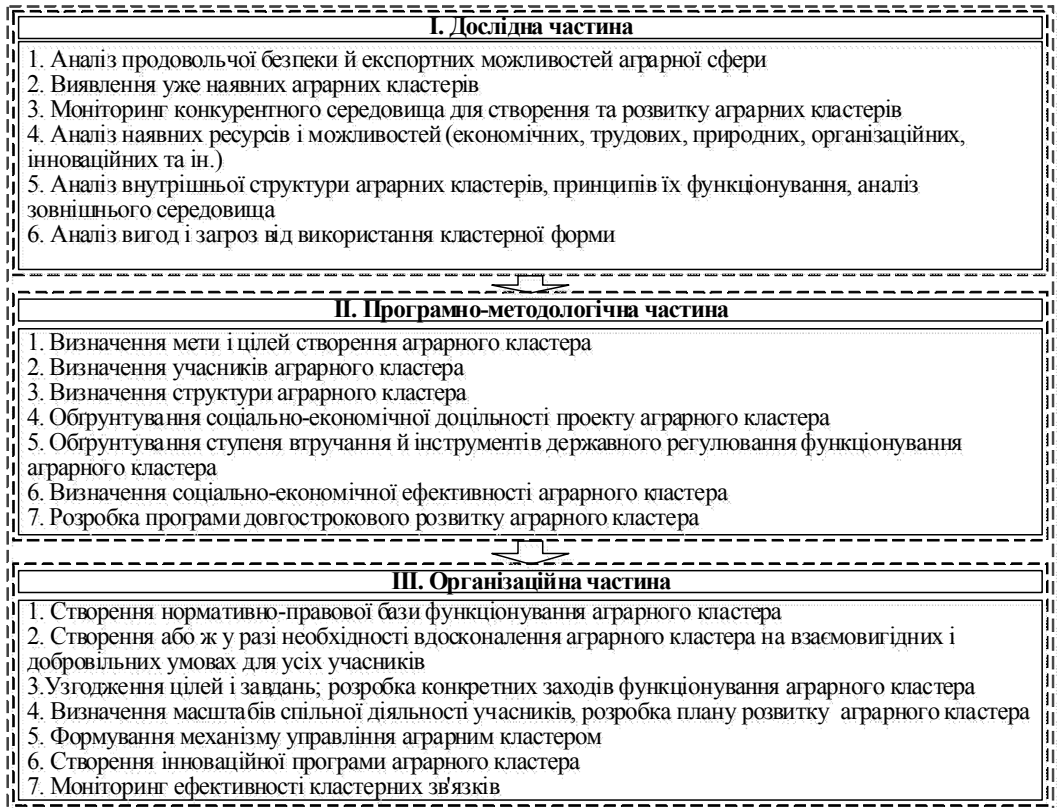 І. Дослідна частина
1. Аналіз продовольчої безпеки й експортних можливостей аграрної сфери
2. Виявлення уже наявних аграрних кластерів
3. Моніторинг конкурентного середовища для створення та розвитку аграрних кластерів
4. Аналіз наявних ресурсів і можливостей (економічних, трудових, природних, організаційних,
інноваційних та ін.)
5. Аналіз внутрішньої структури аграрних кластерів, принципів їх функціонування, аналіз
зовнішнього середовища
6. Аналіз вигод і загроз від використання кластерної форми
ІІ. Програмно-методологічна частина
1. Визначення мети і цілей створення аграрного кластера
2. Визначення учасників аграрного кластера
3. Визначення структури аграрного кластера
4. Обґрунтування соціально-економічної доцільності проекту аграрного кластера
5. Обґрунтування ступеня втручання й інструментів державного регулювання функціонування
аграрного кластера
6. Визначення соціально-економічної ефективності аграрного кластера
7. Розробка програми довгострокового розвитку аграрного кластера
ІІІ. Організаційна частина
1. Створення нормативно-правової бази функціонування аграрного кластера
2. Створення або ж у разі необхідності вдосконалення аграрного кластера на взаємовигідних і
добровільних умовах для усіх учасників
3.Узгодження цілей і завдань; розробка конкретних заходів функціонування аграрного кластера
4. Визначення масштабів спільної діяльності учасників, розробка плану розвитку аграрного кластера
5. Формування механізму управління аграрним кластером
6. Створення інноваційної програми аграрного кластера
7. Моніторинг ефективності кластерних зв'язків